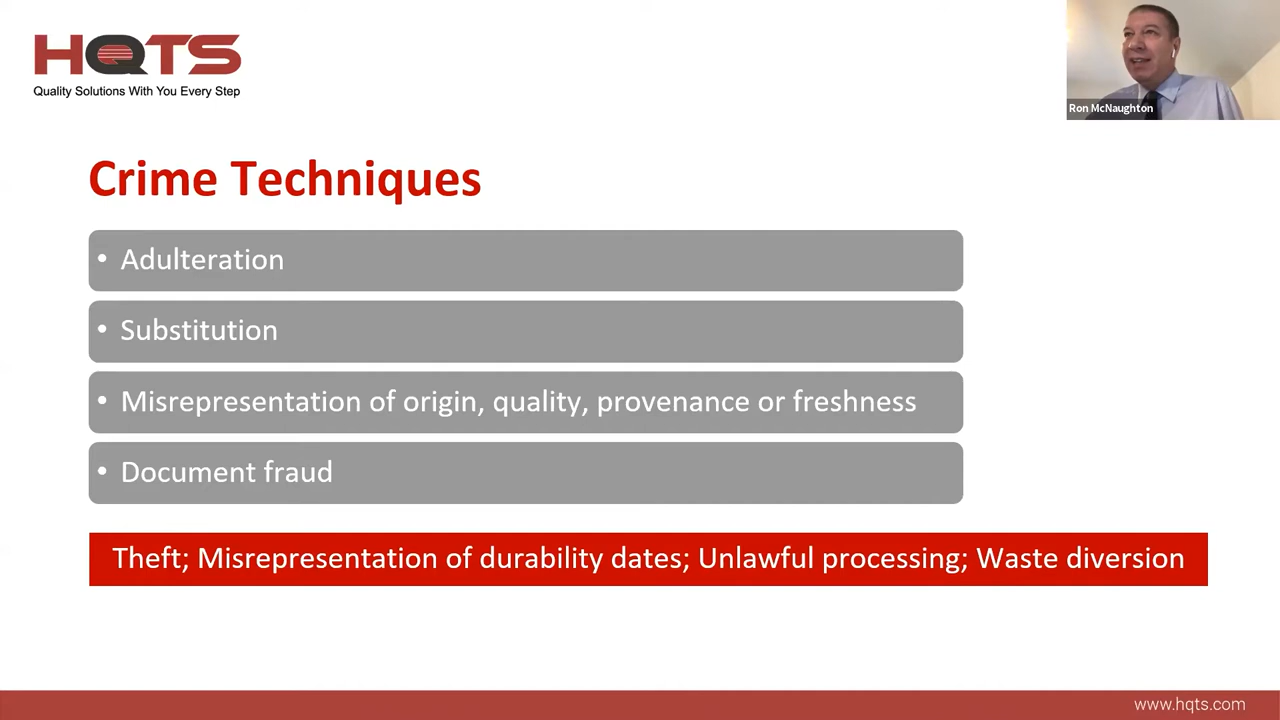 HQTS
Quality Solutions With You Every Step
Ron McNaughton
Crime Techniques
• Adulteration
• Substitution
• Misrepresentation of origin, quality, provenance or freshness
• Document fraud
Theft; Misrepresentation of durability dates; Unlawful processing; Waste diversion
www.hqts.com